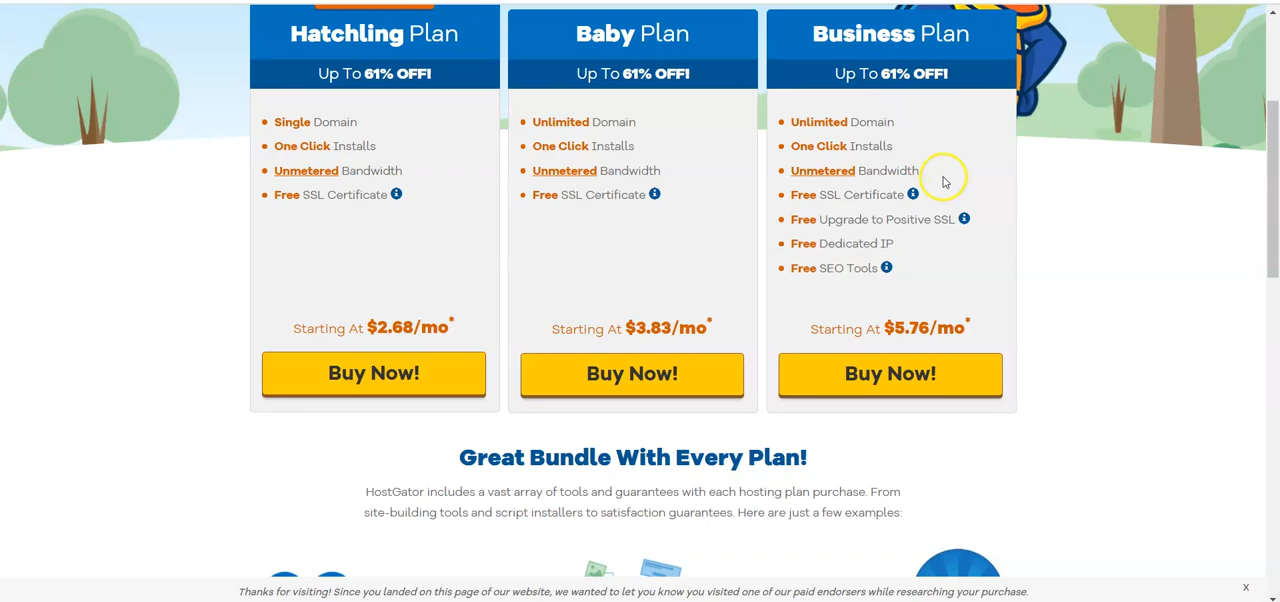 Hatchling Plan
Up To 61% OFF!
Single Domain
One Click Installs
Unmetered Bandwidth
Free SSL Certificate
Starting At $2.68/mo*
Buy Now!
Baby Plan
Up To 61% OFF!
Unlimited Domain
One Click Installs
Unmetered Bandwidth
Free SSL Certificate
Starting At $3.83/mo*
Buy Now!
Business Plan
Up To 61% OFF!
Unlimited Domain
One Click Installs
Unmetered Bandwidth
Free SSL Certificate
Free Upgrade to Positive SSL
Free Dedicated IP
Free SEO Tools
Starting At $5.76/mo*
Buy Now!
Great Bundle With Every Plan!
HostGator includes a vast array of tools and guarantees with each hosting plan purchase. From
site-building tools and script installers to satisfaction guarantees. Here are just a few examples:
Thanks for visiting! Since you landed on this page of our website, we wanted to let you know you visited one of our paid endorsers while researching your purchase.
X